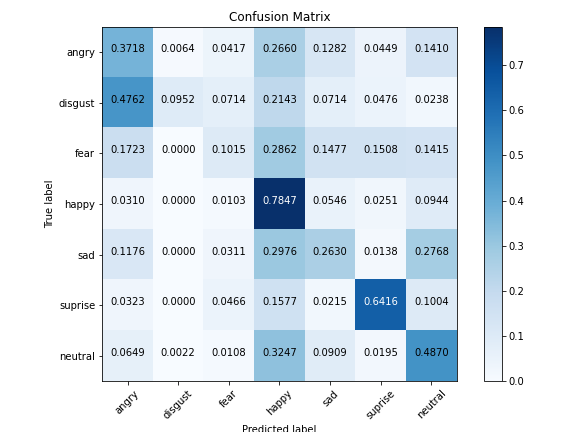 Confusion Matrix
angry 0.3718 0.0064 0.0417 0.2660 0.1282 0.0449 0.1410
disgust 0.4762 0.0952 0.0714 0.2143 0.0714 0.0476 0.0238
fear 0.1723 0.0000 0.1015 0.2862 0.1477 0.1508 0.1415
happy 0.0310 0.0000 0.0103 0.7847 0.0546 0.0251 0.0944
sad 0.1176 0.0000 0.0311 0.2976 0.2630 0.0138 0.2768
suprise 0.0323 0.0000 0.0466 0.1577 0.0215 0.6416 0.1004
neutral 0.0649 0.0022 0.0108 0.3247 0.0909 0.0195 0.4870
angry disgust fear happy sad suprise neutral
True label
Predicted label
0.7
0.6
0.5
0.4
0.3
0.2
0.1
0.0